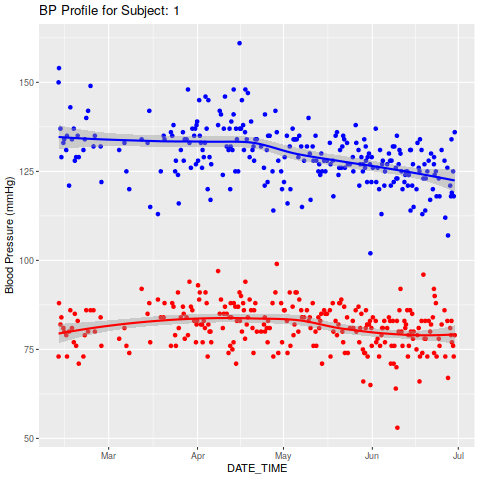 BP Profile for Subject: 1
Blood Pressure (mmHg)
150
125
100
75
50
Mar
Apr
May
Jun
Jul
DATE_TIME